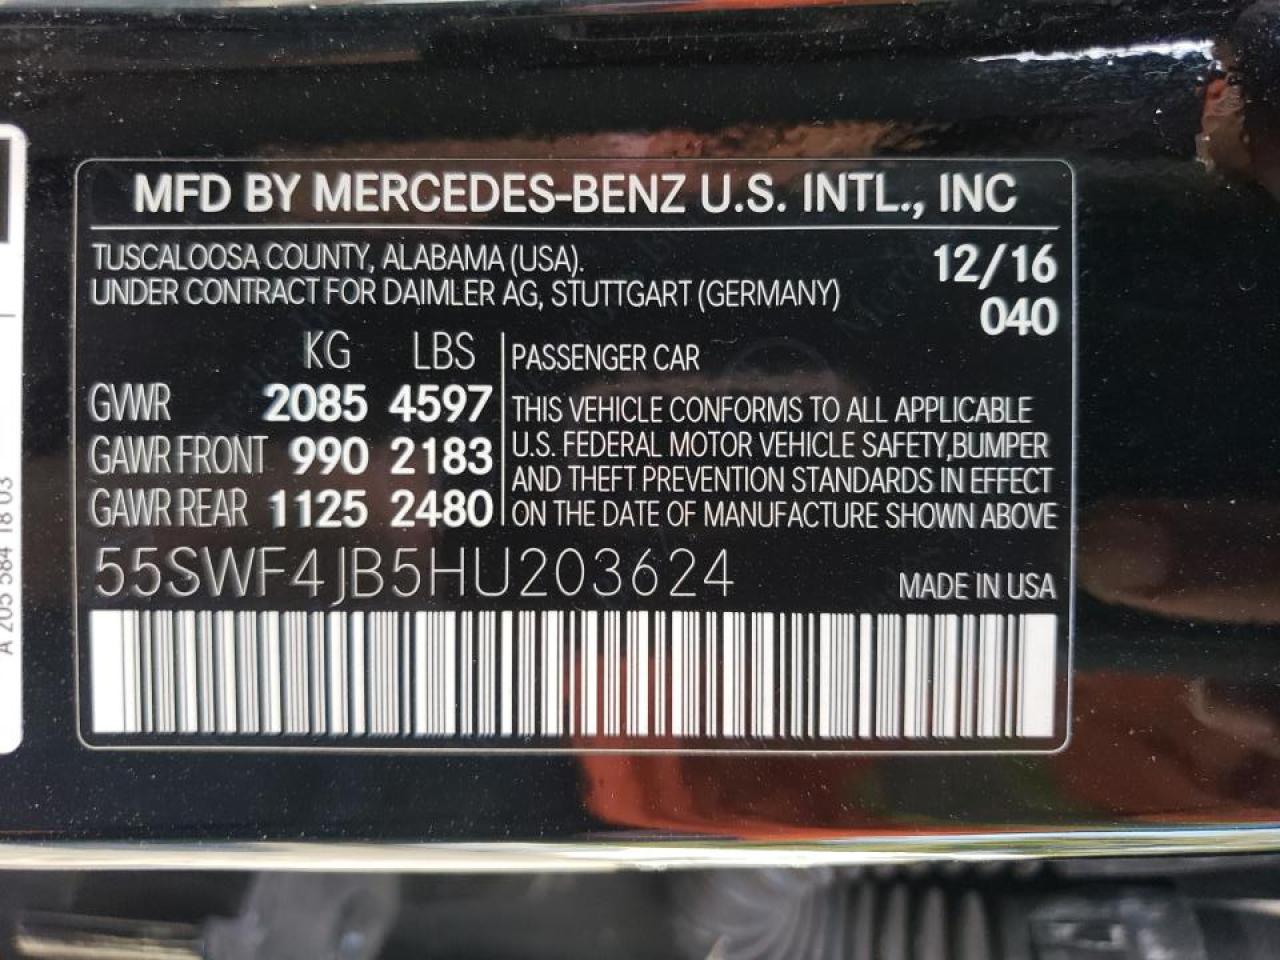 MFD BY MERCEDES-BENZ U.S. INTL., INC
TUSCALOOSA COUNTY, ALABAMA (USA). 12/16
UNDER CONTRACT FOR DAIMLER AG, STUTTGART (GERMANY) 040
KG LBS
GVWR 2085 4597
GAWR FRONT 990 2183
GAWR REAR 1125 2480
PASSENGER CAR
THIS VEHICLE CONFORMS TO ALL APPLICABLE
U.S. FEDERAL MOTOR VEHICLE SAFETY,BUMPER
AND THEFT PREVENTION STANDARDS IN EFFECT
ON THE DATE OF MANUFACTURE SHOWN ABOVE
55SWF4JB5HU203624 MADE IN USA
A 205 584 18 03